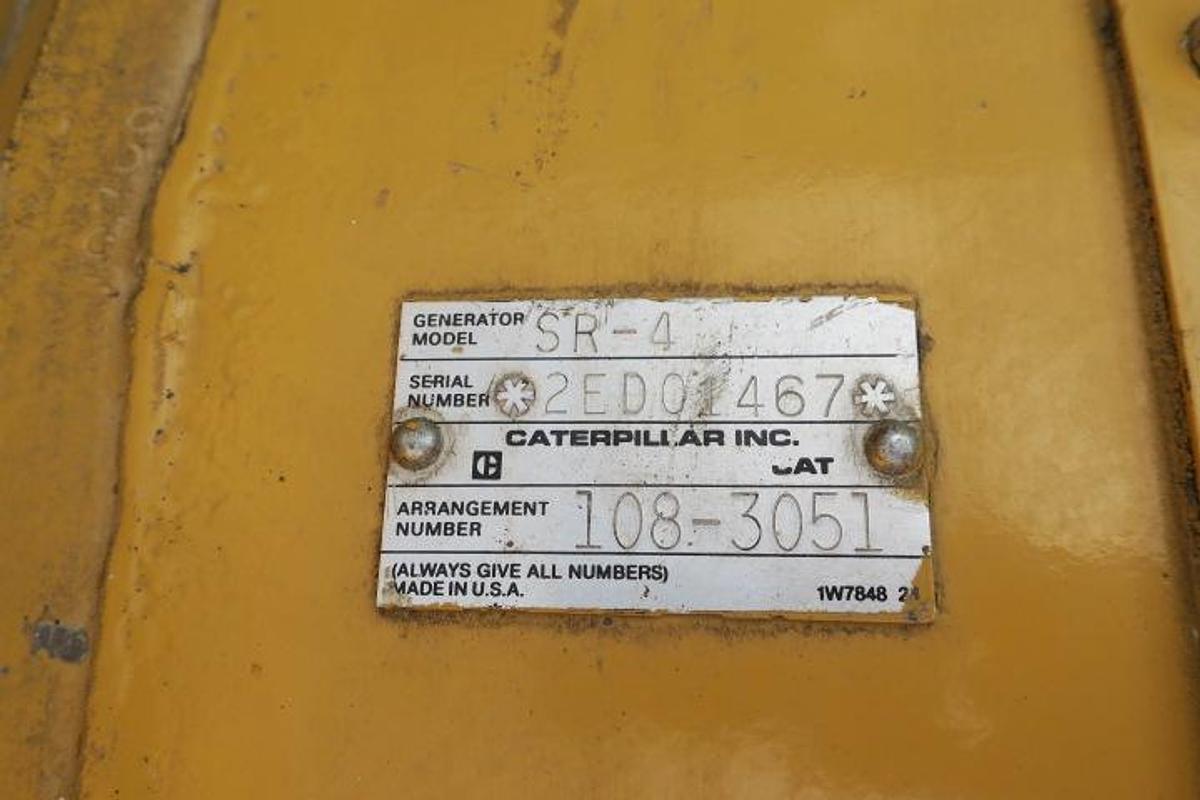 GENERATOR MODEL SR-4
SERIAL NUMBER *2ED01467*
CATERPILLAR INC.
CAT
ARRANGEMENT NUMBER 108-3051
(ALWAYS GIVE ALL NUMBERS)
MADE IN U.S.A. 1W7848